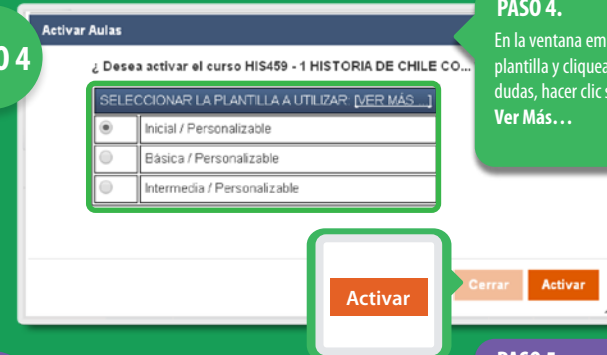 Activar Aulas
O 4
¿ Desea activar el curso HIS459 - 1 HISTORIA DE CHILE CO...
SELECCIONAR LA PLANTILLA A UTILIZAR: [VER MÁS ...]
Inicial / Personalizable
Básica / Personalizable
Intermedia / Personalizable
PASO 4.
En la ventana em
plantilla y cliquea
dudas, hacer clic s
Ver Más...
Activar
Cerrar
Activar
PASO 5